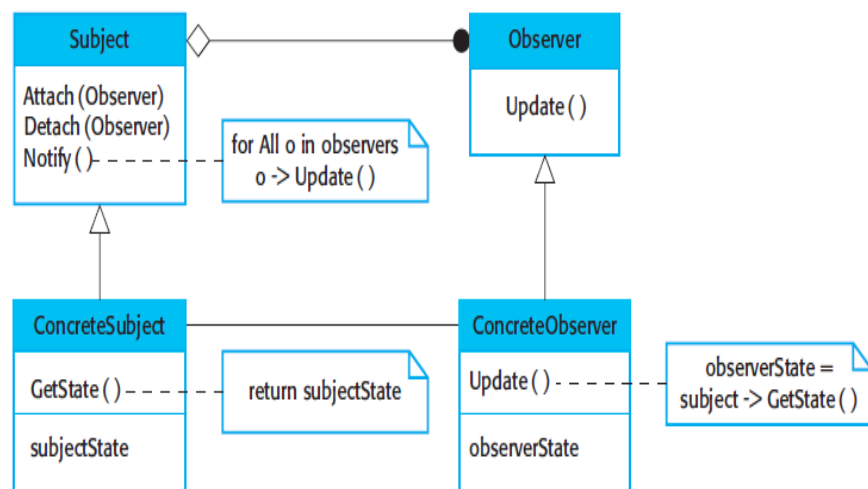 Subject
Attach (Observer)
Detach (Observer)
Notify ( )
for All o in observers
o -> Update ( )
Observer
Update ( )
ConcreteSubject
GetState ( )
subjectState
return subjectState
ConcreteObserver
Update ( )
observerState
observerState =
subject -> GetState ( )